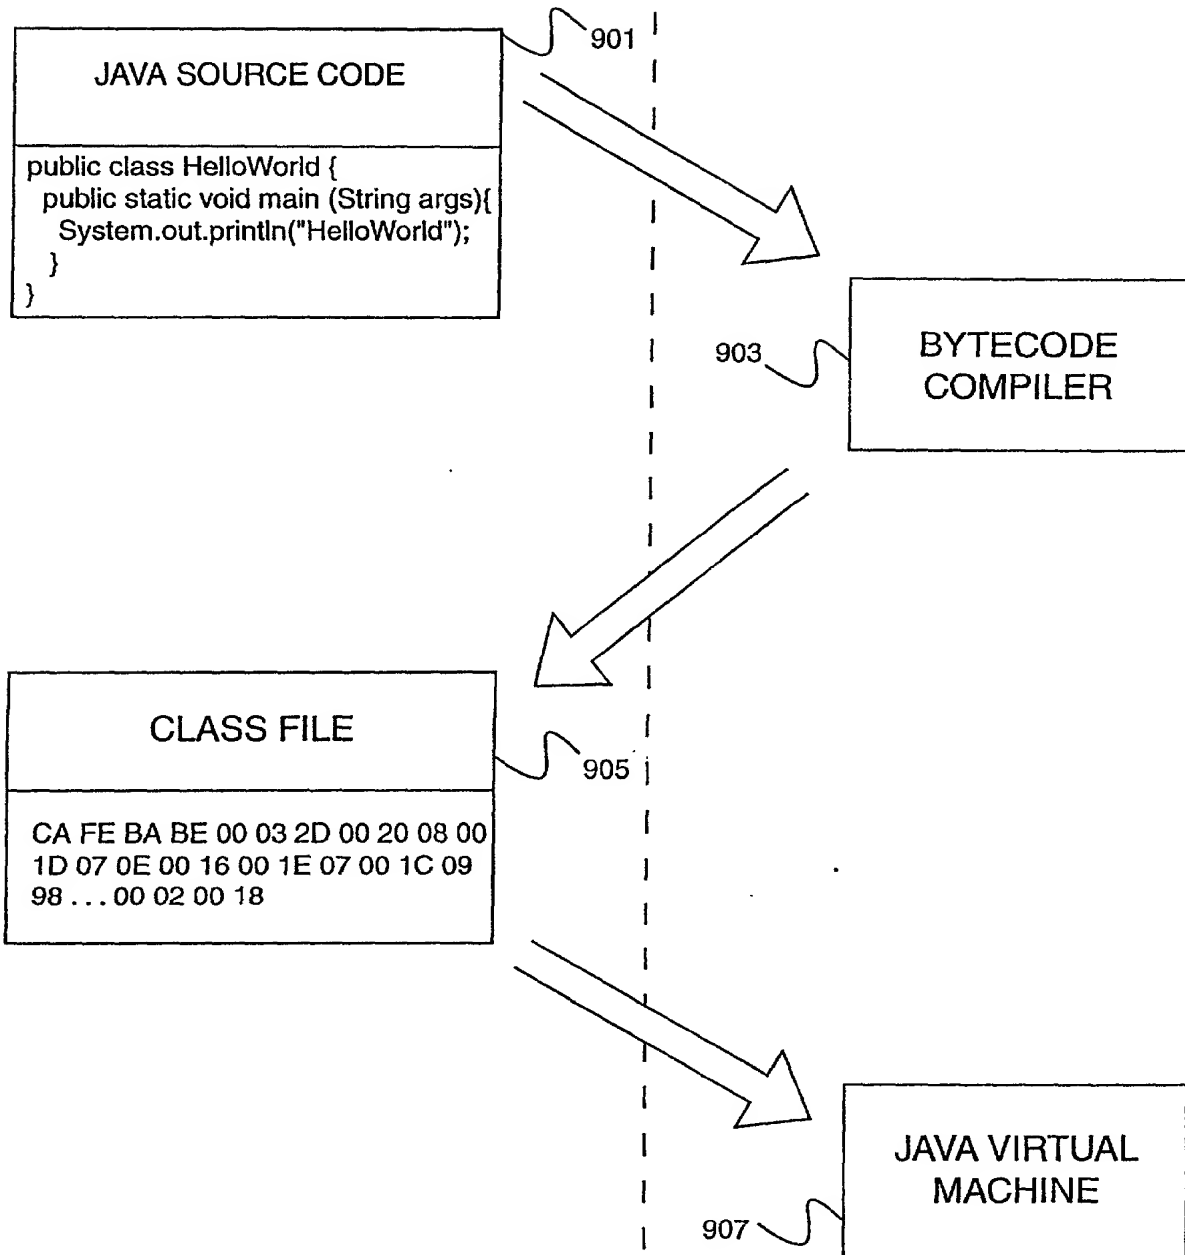 901
JAVA SOURCE CODE
public class HelloWorld {
public static void main (String args){
System.out.println("HelloWorld");
}
}
903
BYTECODE
COMPILER
CLASS FILE
905
CA FE BA BE 00 03 2D 00 20 08 00
1D 07 0E 00 16 00 1E 07 00 1C 09
98 ... 00 02 00 18
JAVA VIRTUAL
MACHINE
907